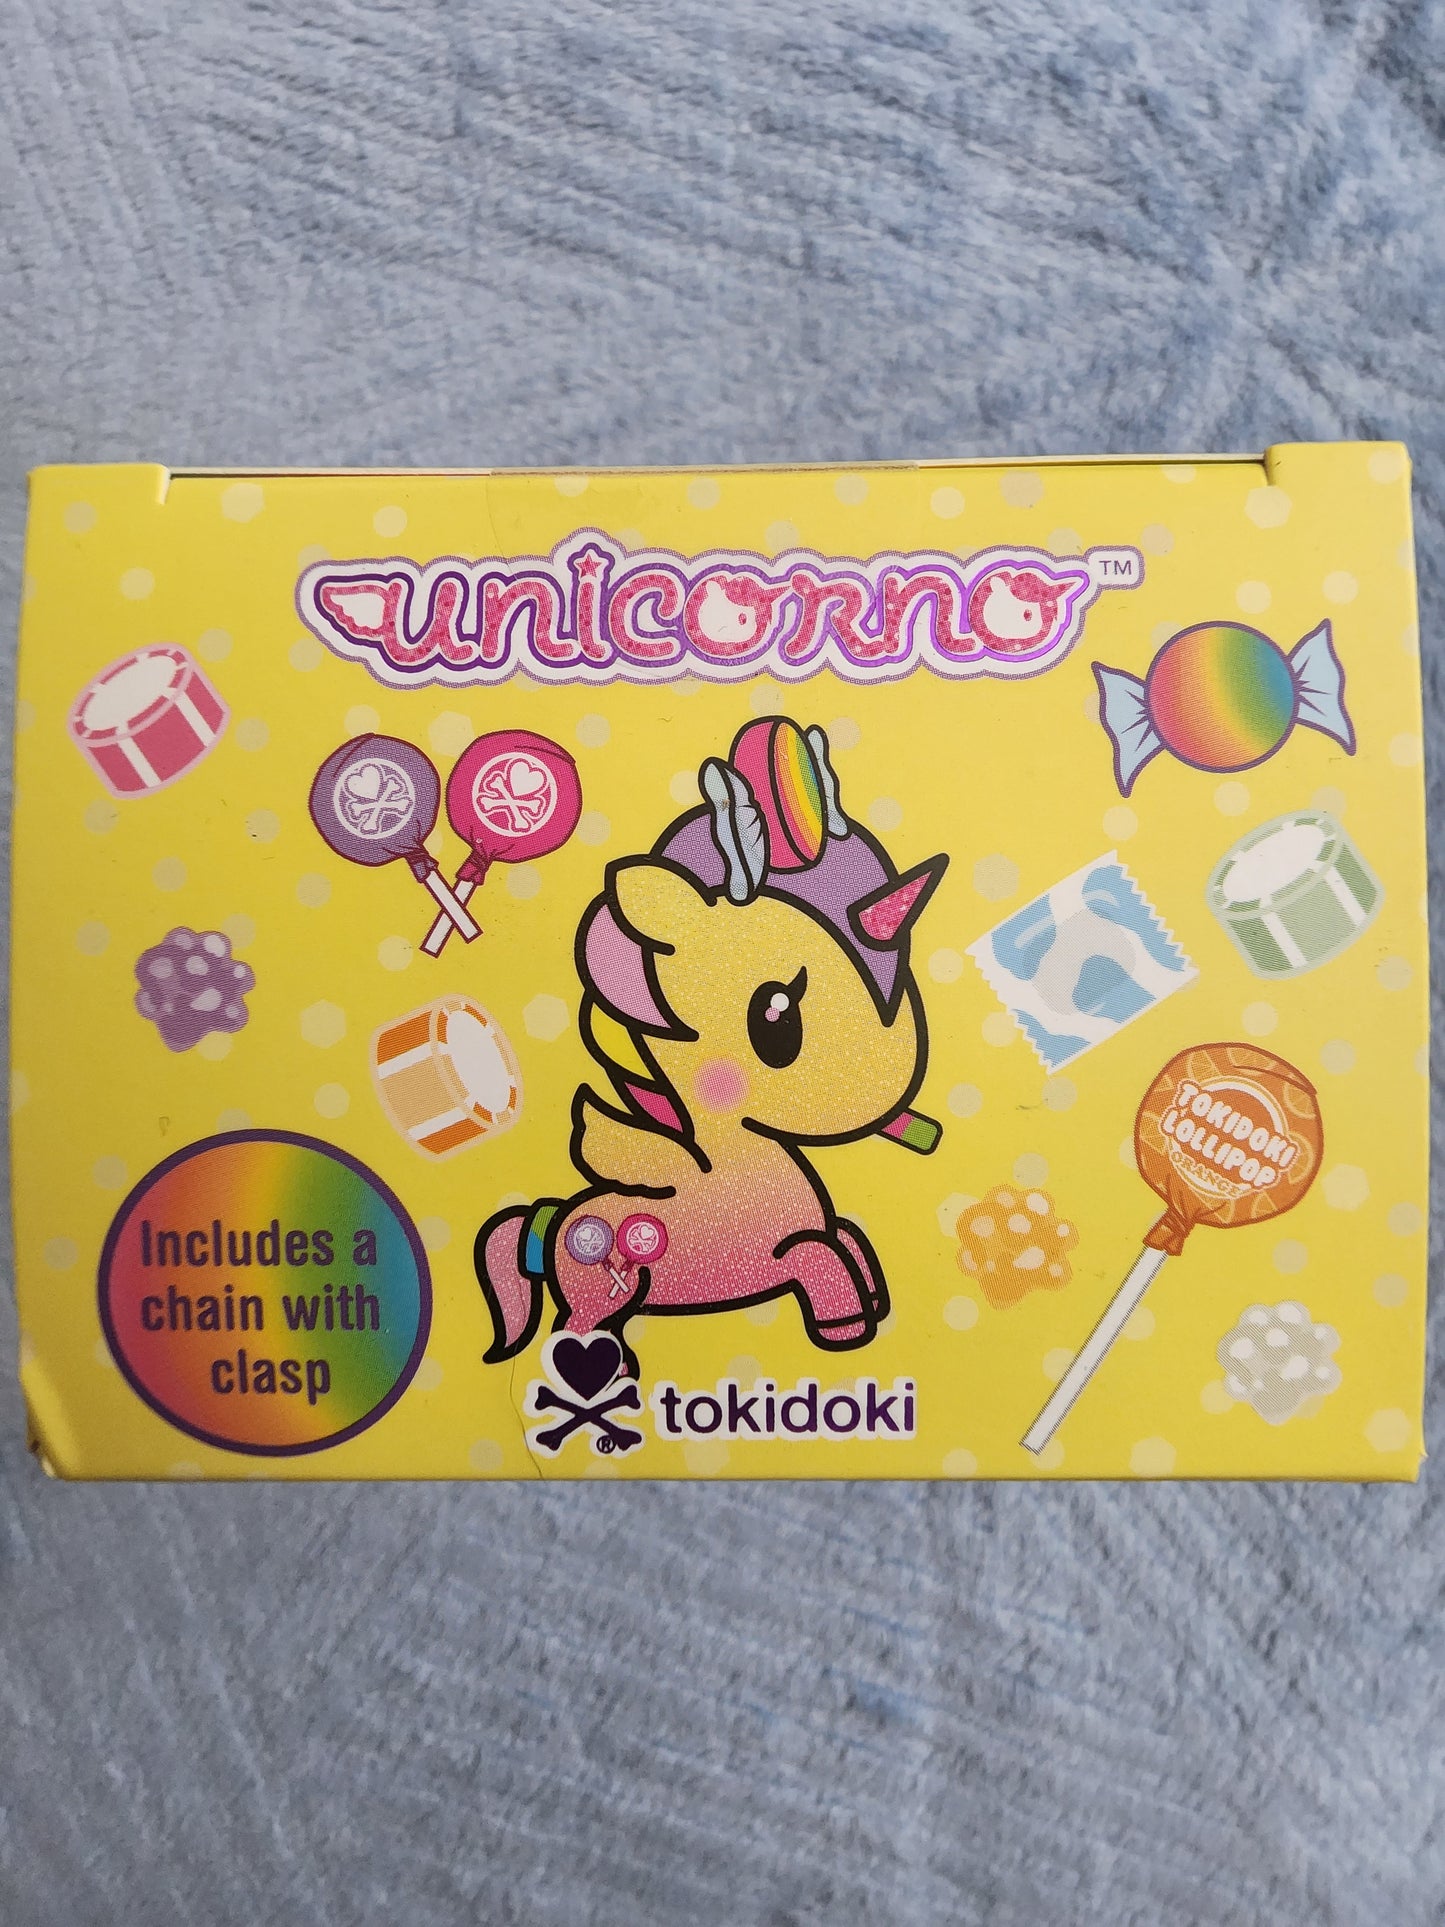 unicorno™
TOKIDOKI
LOLLIPOP
ORANGE
Includes a
chain with
clasp
® tokidoki